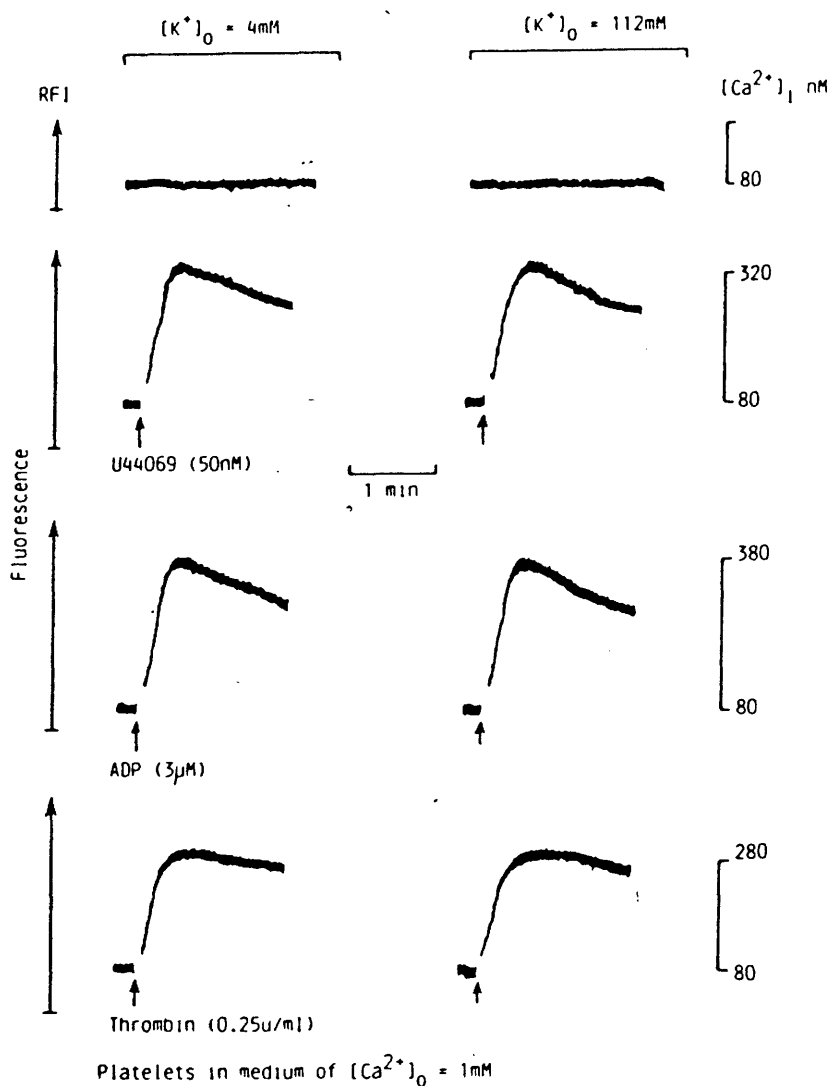 [K⁺]₀ = 4mM [K⁺]₀ = 112mM
RFI [Ca²⁺]ᵢ nM
80
320
80
U44069 (50nM)
1 min
Fluorescence
380
80
ADP (3µM)
280
80
Thrombin (0.25u/ml)
Platelets in medium of [Ca²⁺]₀ = 1mM